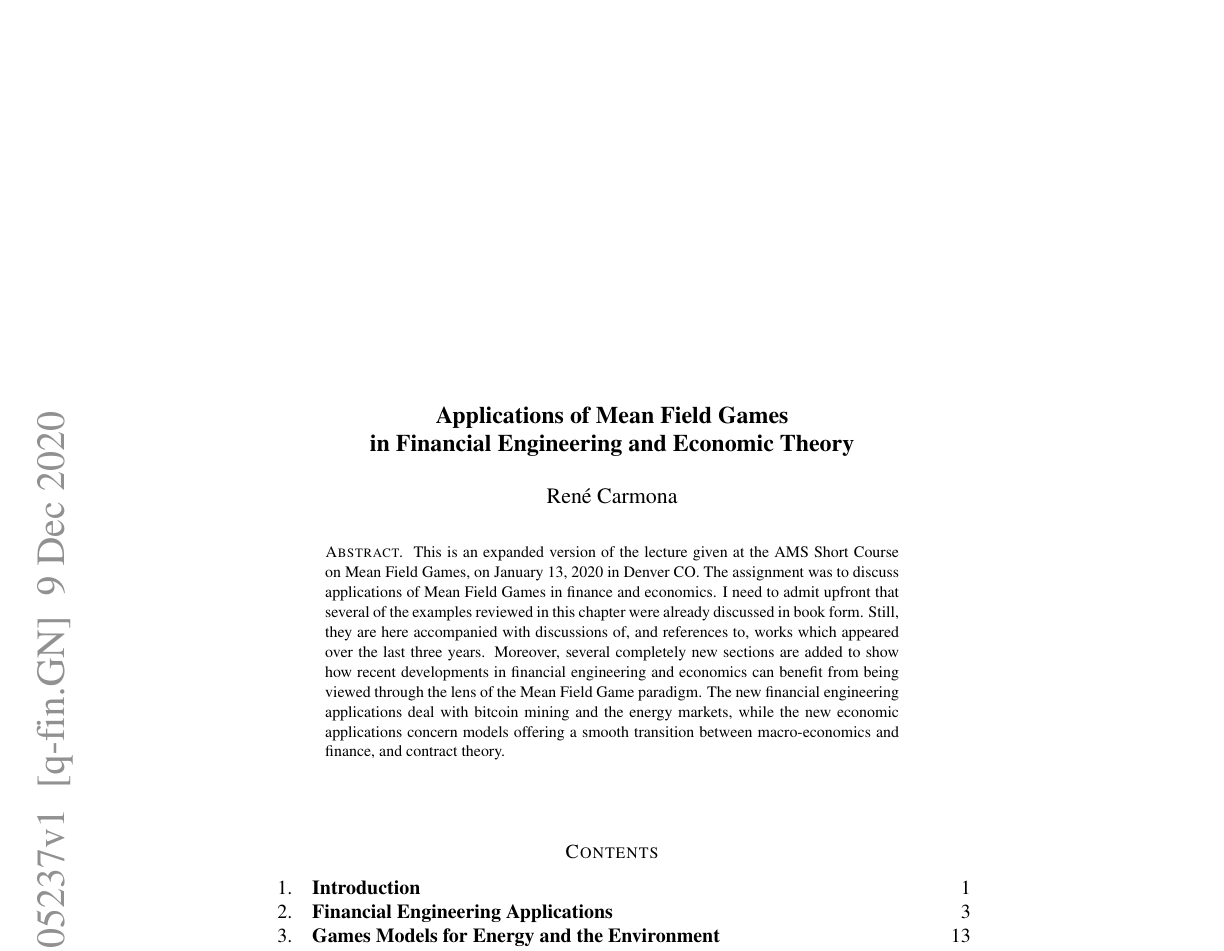 Applications of Mean Field Games
in Financial Engineering and Economic Theory
René Carmona
ABSTRACT. This is an expanded version of the lecture given at the AMS Short Course
on Mean Field Games, on January 13, 2020 in Denver CO. The assignment was to discuss
applications of Mean Field Games in finance and economics. I need to admit upfront that
several of the examples reviewed in this chapter were already discussed in book form. Still,
they are here accompanied with discussions of, and references to, works which appeared
over the last three years. Moreover, several completely new sections are added to show
how recent developments in financial engineering and economics can benefit from being
viewed through the lens of the Mean Field Game paradigm. The new financial engineering
applications deal with bitcoin mining and the energy markets, while the new economic
applications concern models offering a smooth transition between macro-economics and
finance, and contract theory.
CONTENTS
1. Introduction 1
2. Financial Engineering Applications 3
3. Games Models for Energy and the Environment 13
05237v1 [q-fin.GN] 9 Dec 2020